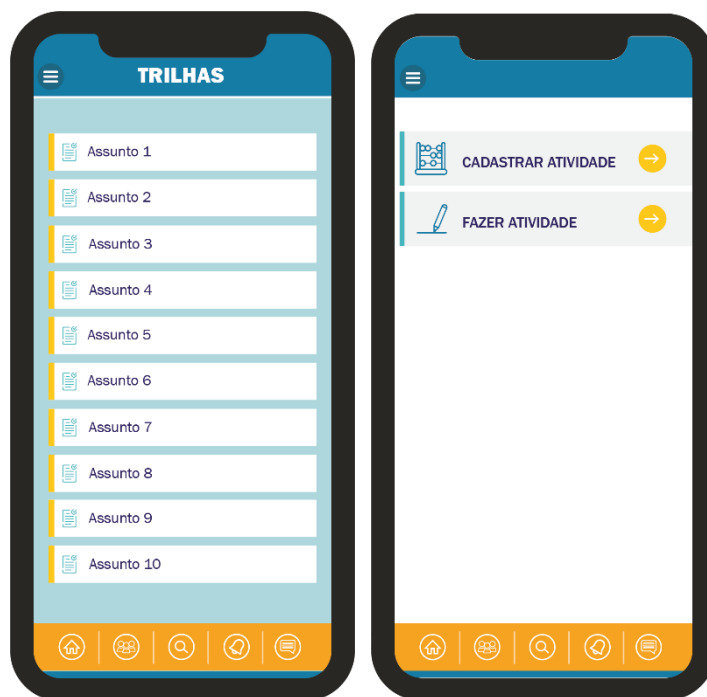 TRILHAS
Assunto 1
Assunto 2
Assunto 3
Assunto 4
Assunto 5
Assunto 6
Assunto 7
Assunto 8
Assunto 9
Assunto 10
CADASTRAR ATIVIDADE
FAZER ATIVIDADE